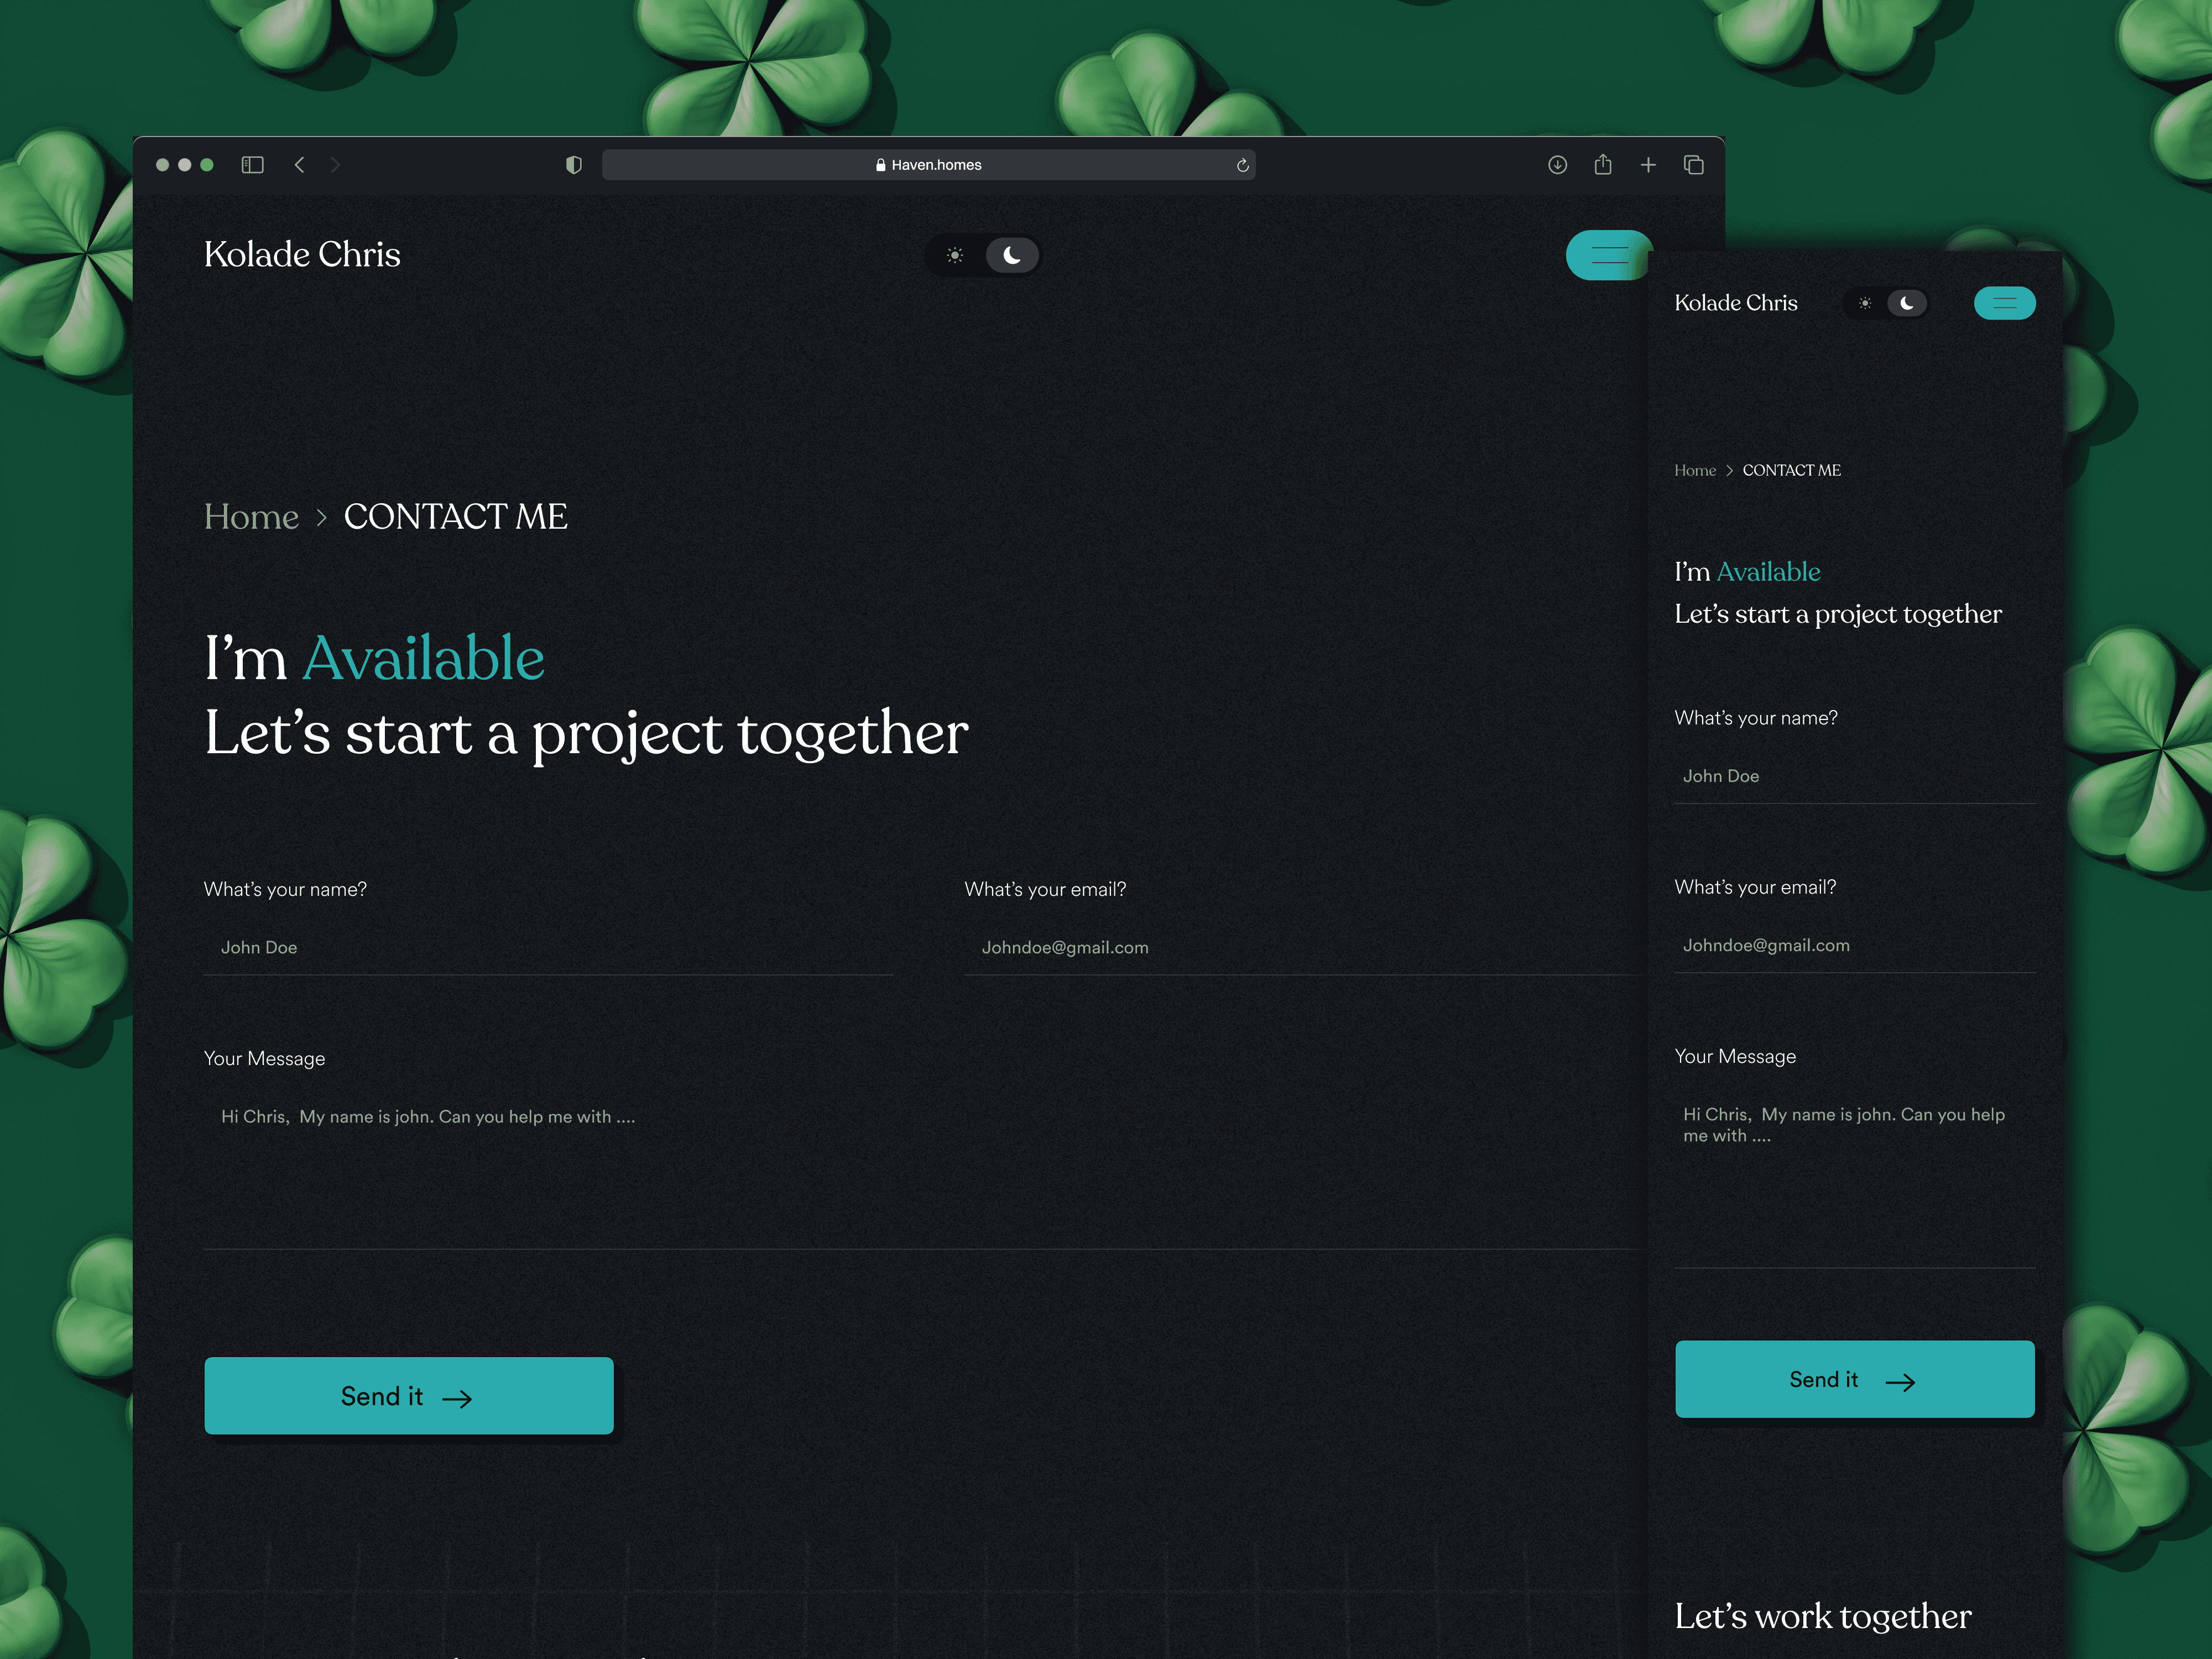 Haven.homes
Kolade Chris
Home > CONTACT ME
I'm Available
Let's start a project together
What's your name?
John Doe
What's your email?
Johndoe@gmail.com
Your Message
Hi Chris,  My name is john. Can you help me with ....
Send it →
Kolade Chris
Home > CONTACT ME
I'm Available
Let's start a project together
What's your name?
John Doe
What's your email?
Johndoe@gmail.com
Your Message
Hi Chris,  My name is john. Can you help
me with ....
Send it →
Let's work together